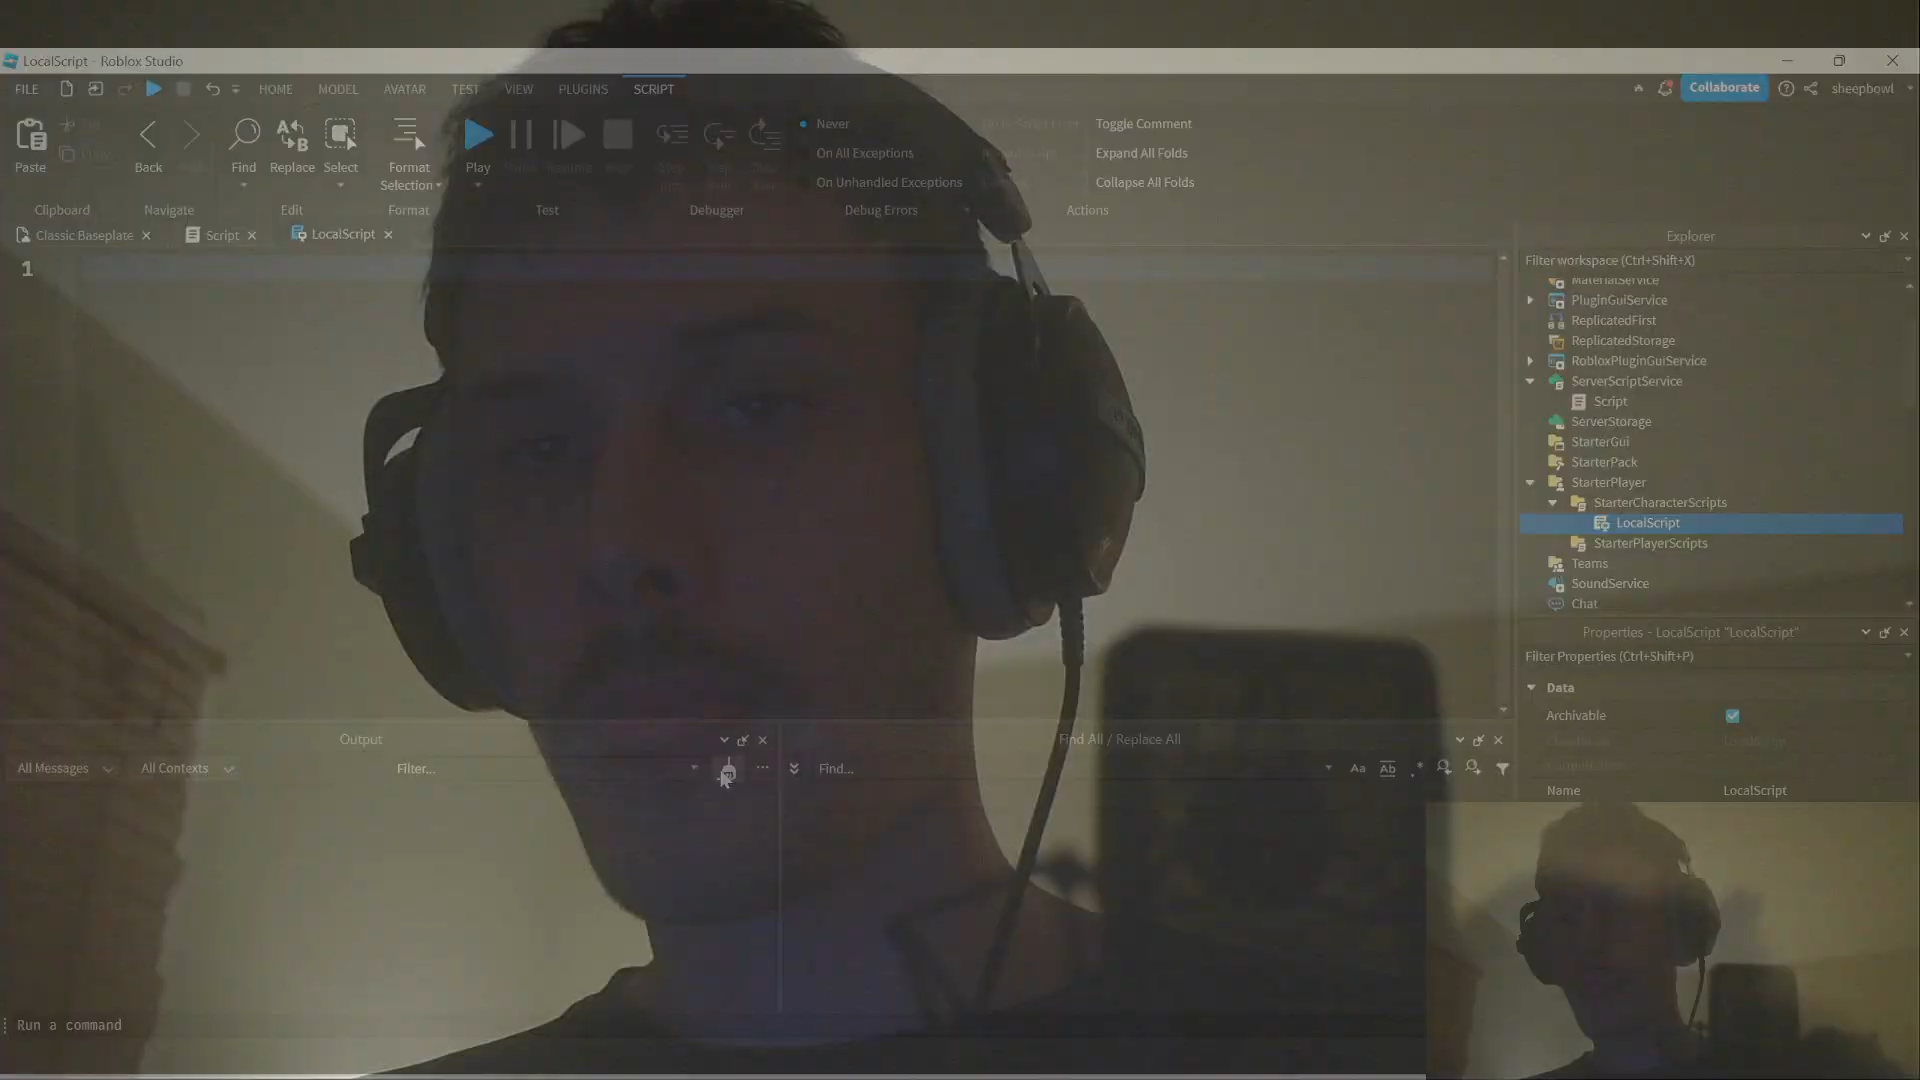 LocalScript - Roblox Studio
FILE HOME MODEL AVATAR TEST VIEW PLUGINS SCRIPT Collaborate sheepbowl
Paste Back Find Replace Select Format Selection Play
Never
On All Exceptions
On Unhandled Exceptions
Toggle Comment
Expand All Folds
Collapse All Folds
Clipboard Navigate Edit Format Test Debugger Debug Errors Actions
Classic Baseplate Script LocalScript
1
Explorer
Filter workspace (Ctrl+Shift+X)
MaterialService
PluginGuiService
ReplicatedFirst
ReplicatedStorage
RobloxPluginGuiService
ServerScriptService
Script
ServerStorage
StarterGui
StarterPack
StarterPlayer
StarterCharacterScripts
LocalScript
StarterPlayerScripts
Teams
SoundService
Chat
Properties - LocalScript "LocalScript"
Filter Properties (Ctrl+Shift+P)
Data
Archivable
Name LocalScript
Output
All Messages All Contexts Filter...
Find All / Replace All
Find... Aa Ab .*
Run a command